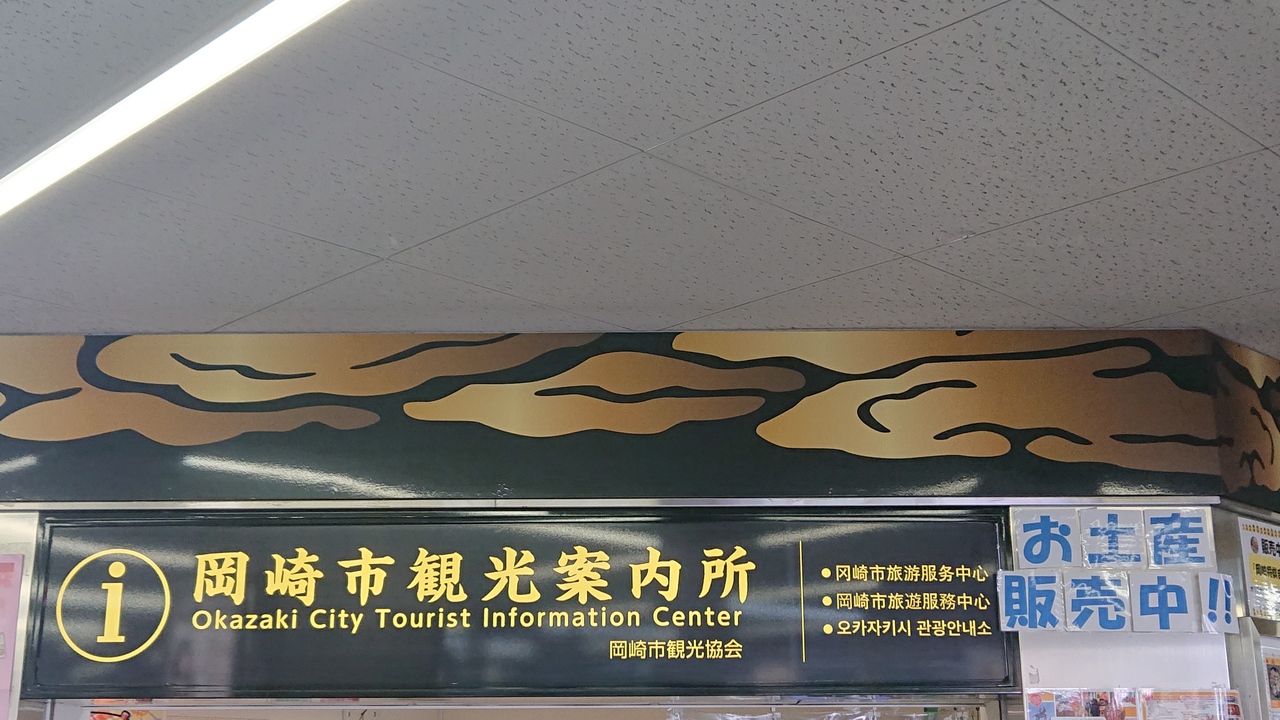 i
岡崎市観光案内所
Okazaki City Tourist Information Center
岡崎市観光協会
●冈崎市旅游服务中心
●岡崎市旅遊服務中心
●오카자키시 관광안내소
お土産
販売中!!